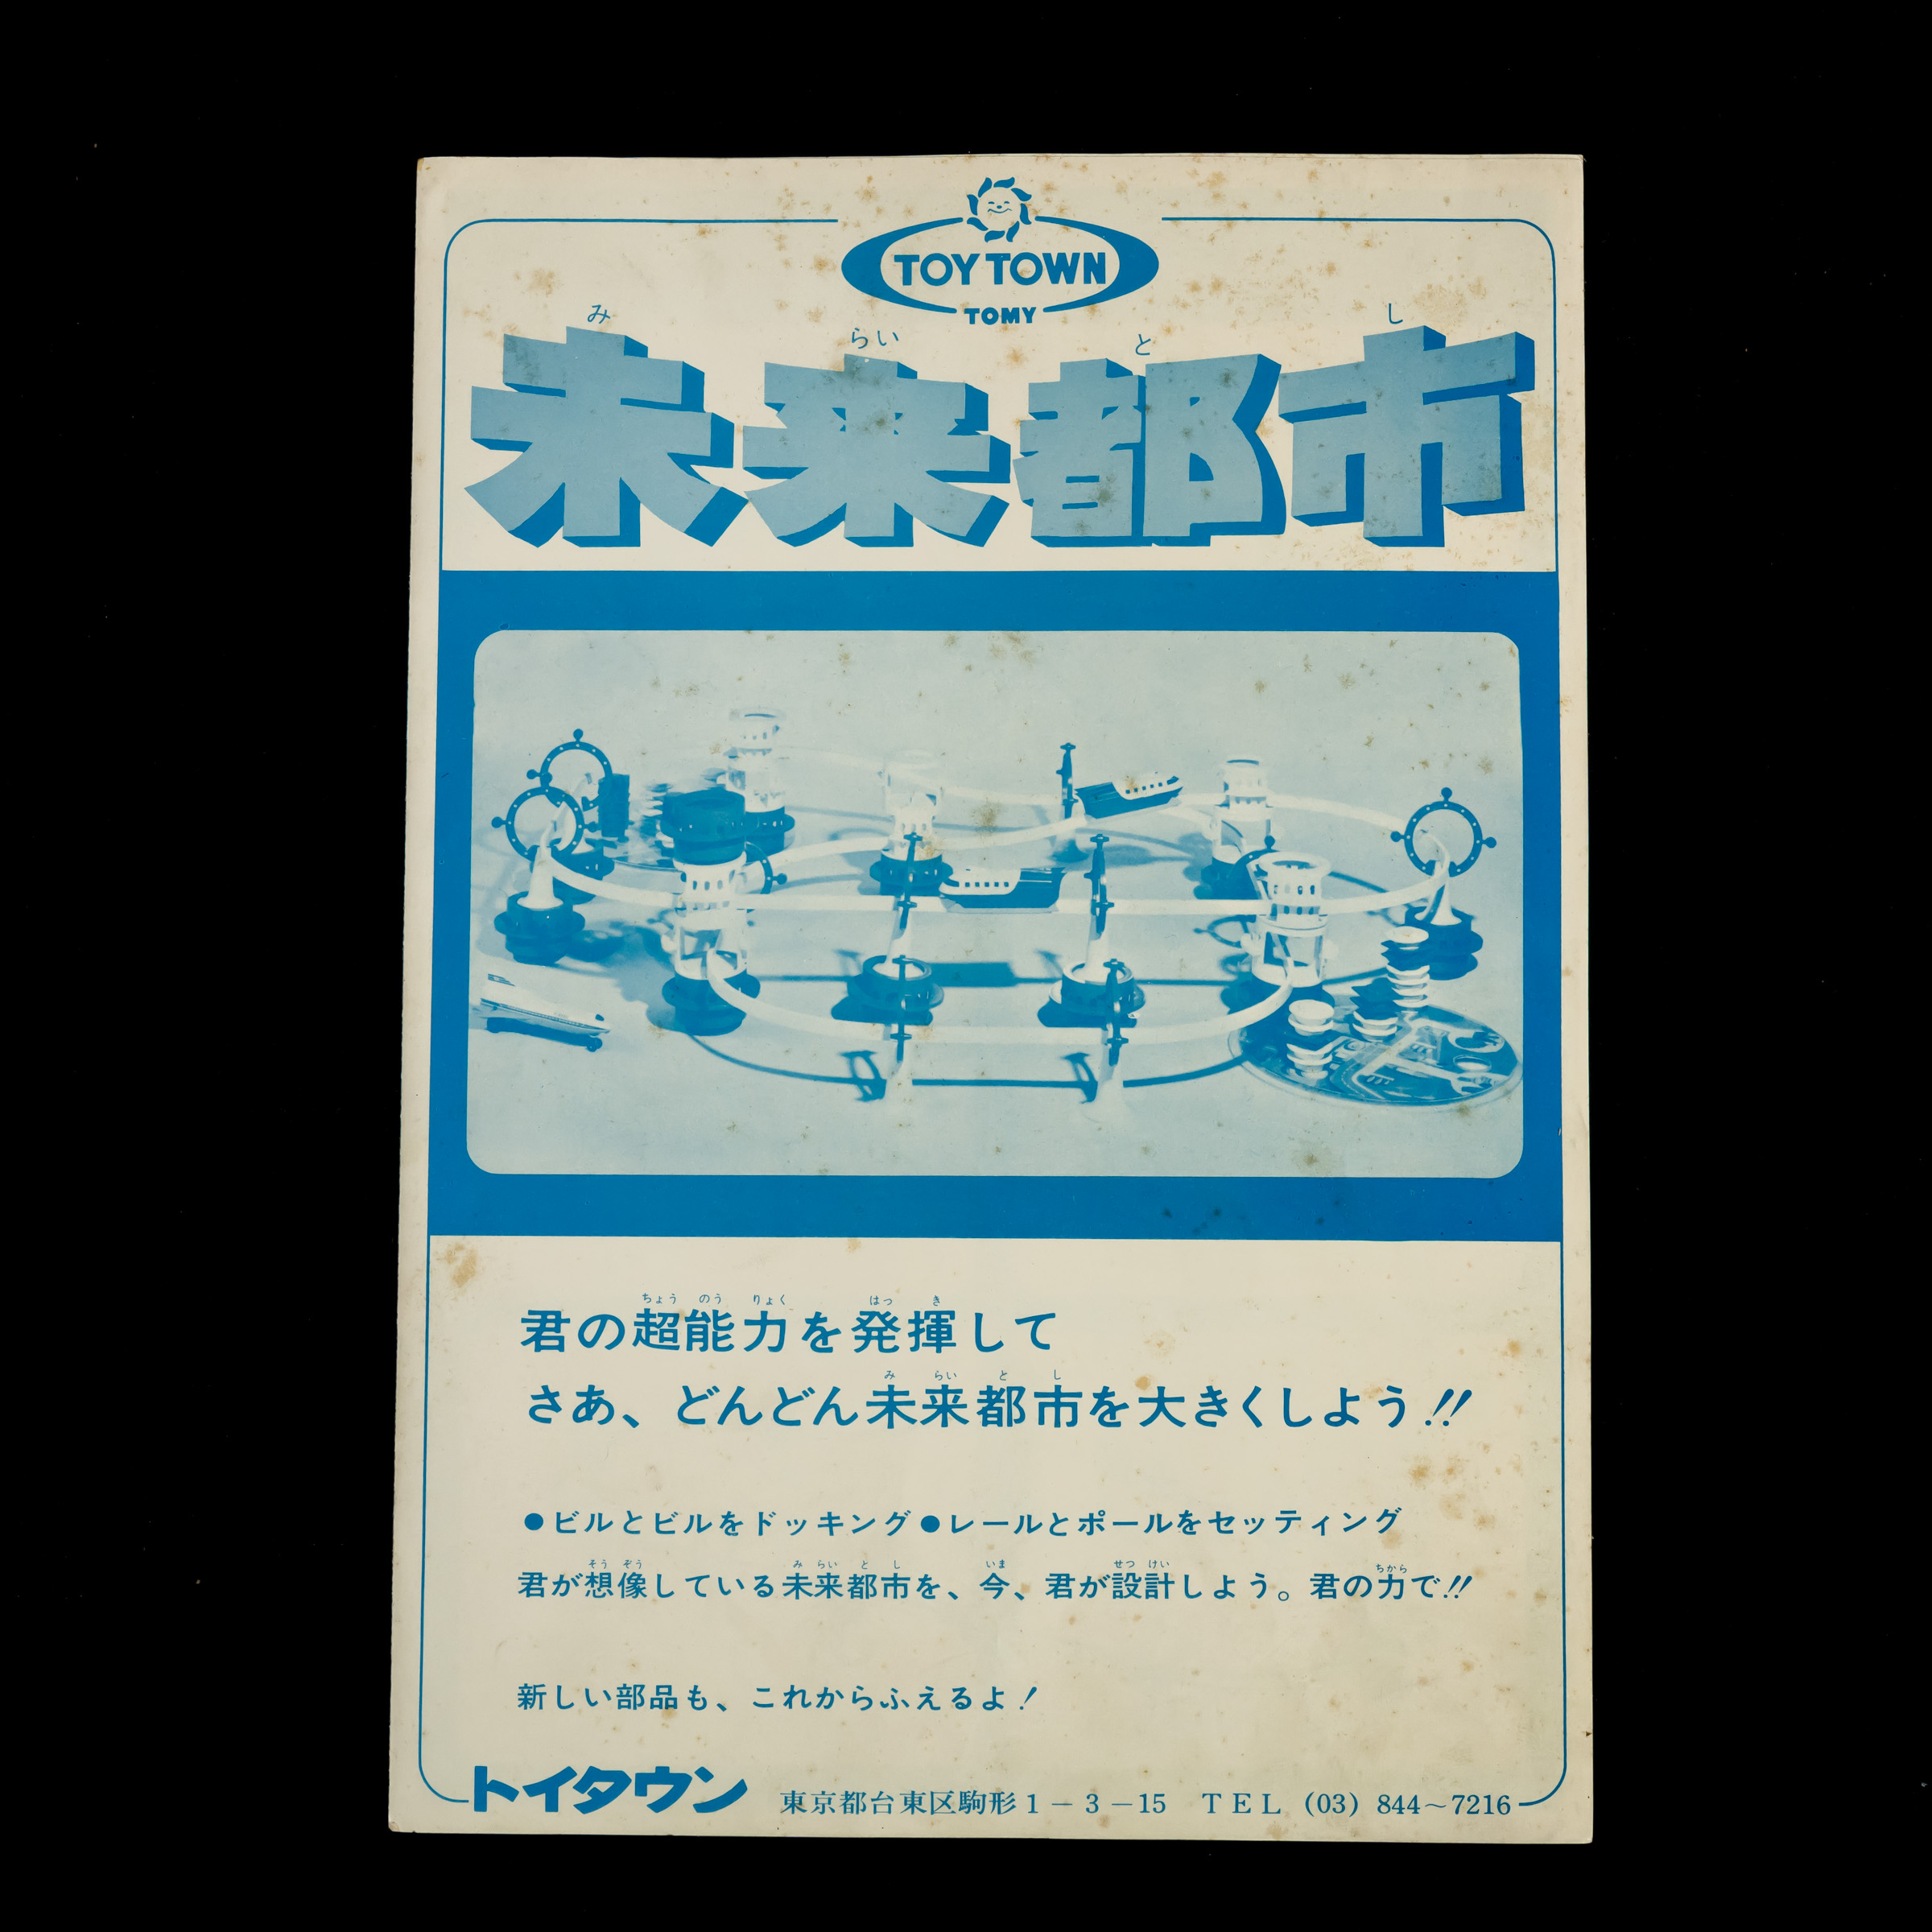 TOY TOWN
TOMY
み らい と し
未来都市
ちょう のう りょく はっ き
君の超能力を発揮して
み らい と し
さあ、どんどん未来都市を大きくしよう!!
●ビルとビルをドッキング●レールとポールをセッティング
そう ぞう み らい と し いま せつ けい ちから
君が想像している未来都市を、今、君が設計しよう。君の力で!!
新しい部品も、これからふえるよ!
トイタウン 東京都台東区駒形1－3－15 TEL (03) 844～7216